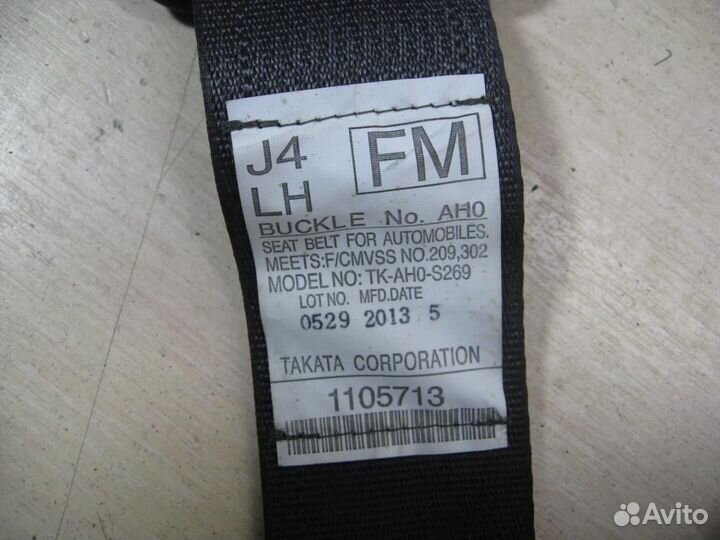 J4 FM
LH
BUCKLE No. AH0
SEAT BELT FOR AUTOMOBILES.
MEETS:F/CMVSS NO.209,302
MODEL NO: TK-AH0-S269
LOT NO. MFD.DATE
0529 2013 5
TAKATA CORPORATION
1105713
Avito